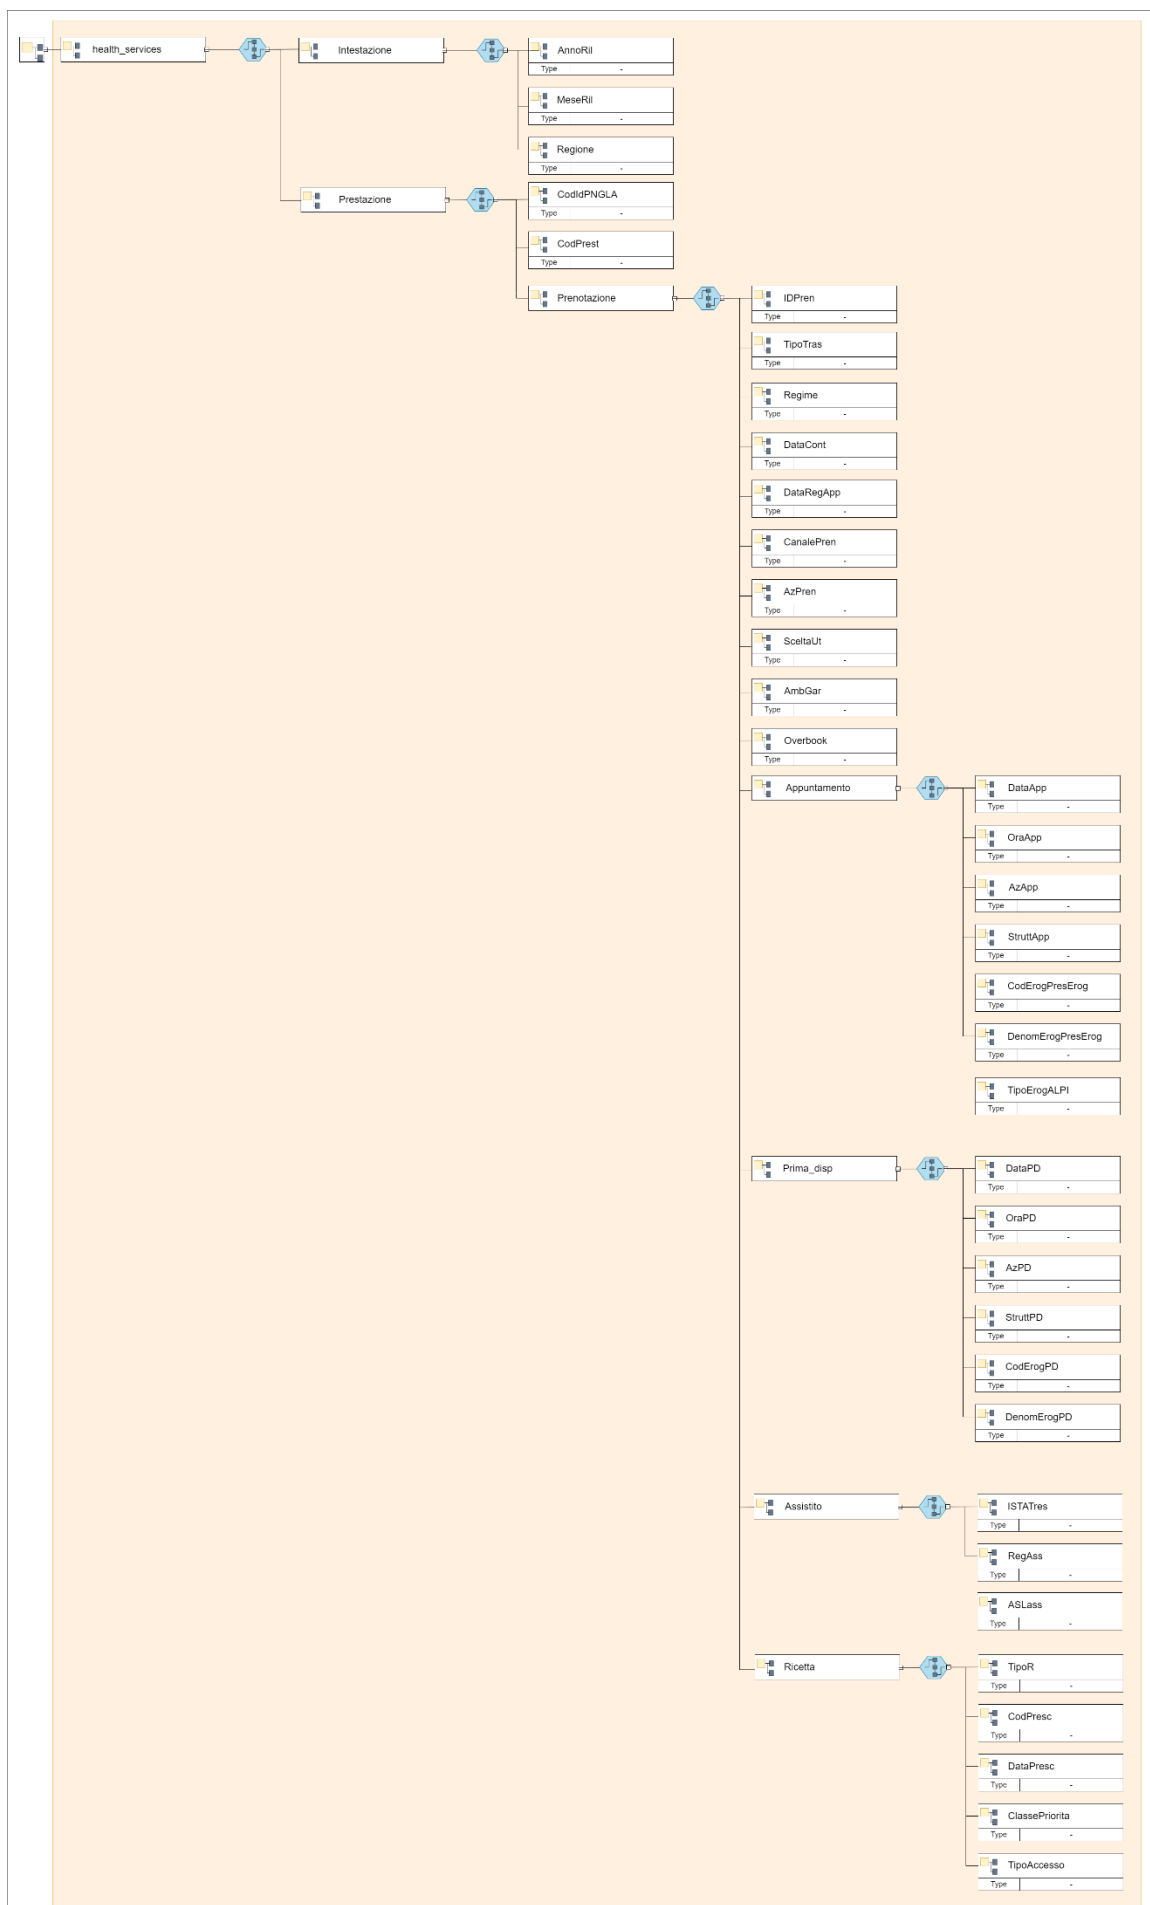 health_services
Intestazione
AnnoRil
Type -
MeseRil
Type -
Regione
Type -
Prestazione
CodIdPNGLA
Type -
CodPrest
Type -
Prenotazione
IDPren
Type -
TipoTras
Type -
Regime
Type -
DataCont
Type -
DataRegApp
Type -
CanalePren
Type -
AzPren
Type -
SceltaUt
Type -
AmbGar
Type -
Overbook
Type -
Appuntamento
DataApp
Type -
OraApp
Type -
AzApp
Type -
StruttApp
Type -
CodErogPresErog
Type -
DenomErogPresErog
Type -
TipoErogALPI
Type -
Prima_disp
DataPD
Type -
OraPD
Type -
AzPD
Type -
StruttPD
Type -
CodErogPD
Type -
DenomErogPD
Type -
Assistito
ISTATres
Type -
RegAss
Type -
ASLass
Type -
Ricetta
TipoR
Type -
CodPresc
Type -
DataPresc
Type -
ClassePriorita
Type -
TipoAccesso
Type -